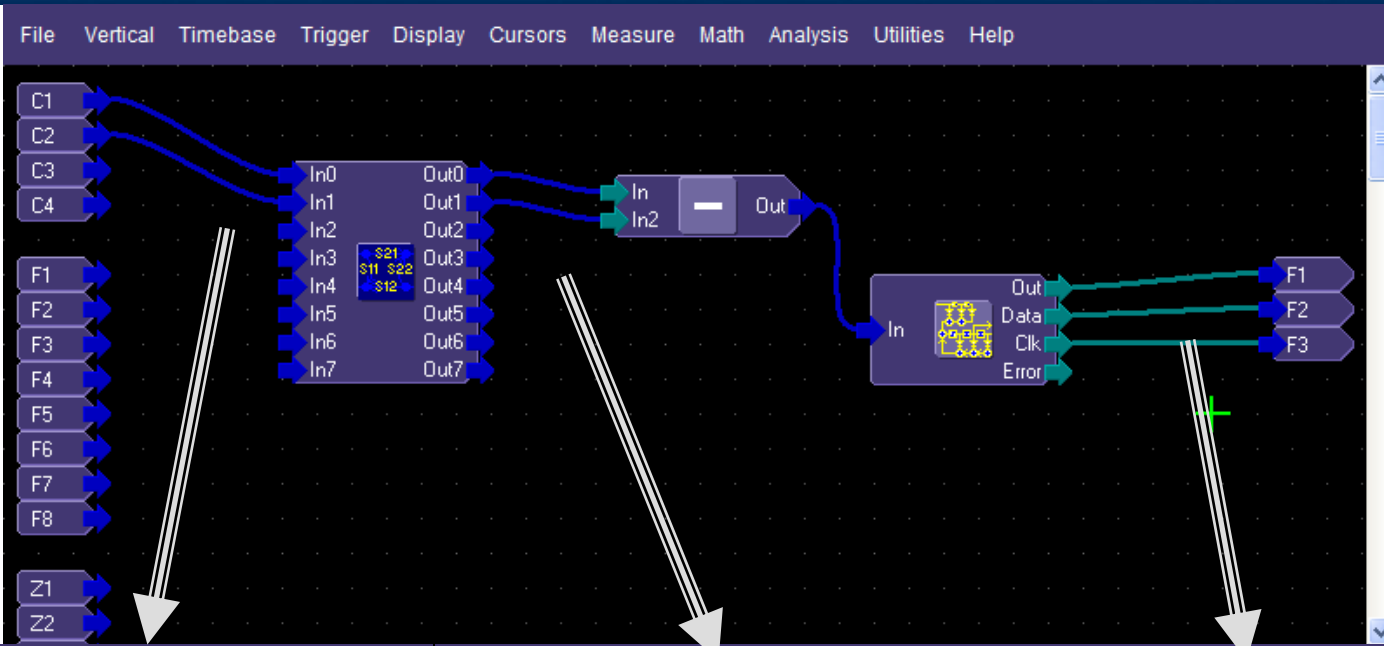 File Vertical Timebase Trigger Display Cursors Measure Math Analysis Utilities Help
C1
C2
C3
C4
F1
F2
F3
F4
F5
F6
F7
F8
Z1
Z2
In0 Out0
In1 Out1
In2 Out2
In3 Out3
In4 Out4
In5 Out5
In6 Out6
In7 Out7
S21
S11 S22
S12
In
In2
Out
In
Out
Data
Clk
Error
F1
F2
F3